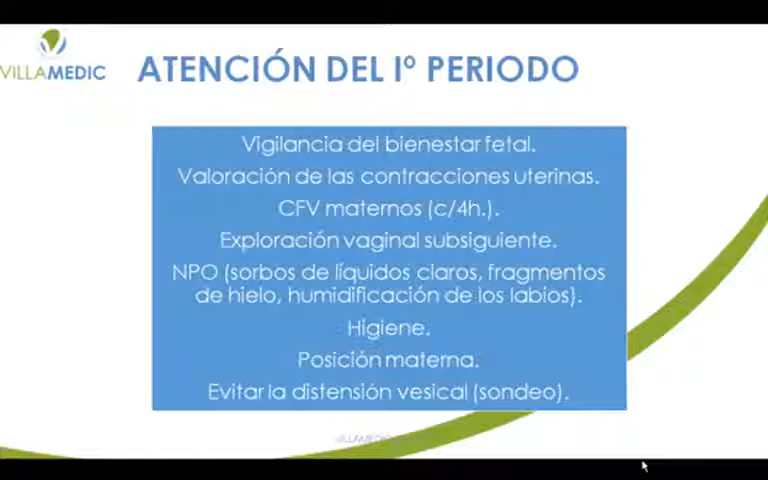 VILLAMEDIC
ATENCIÓN DEL Iº PERIODO
Vigilancia del bienestar fetal.
Valoración de las contracciones uterinas.
CFV maternos (c/4h.).
Exploración vaginal subsiguiente.
NPO (sorbos de líquidos claros, fragmentos
de hielo, humidificación de los labios).
Higiene.
Posición materna.
Evitar la distensión vesical (sondeo).